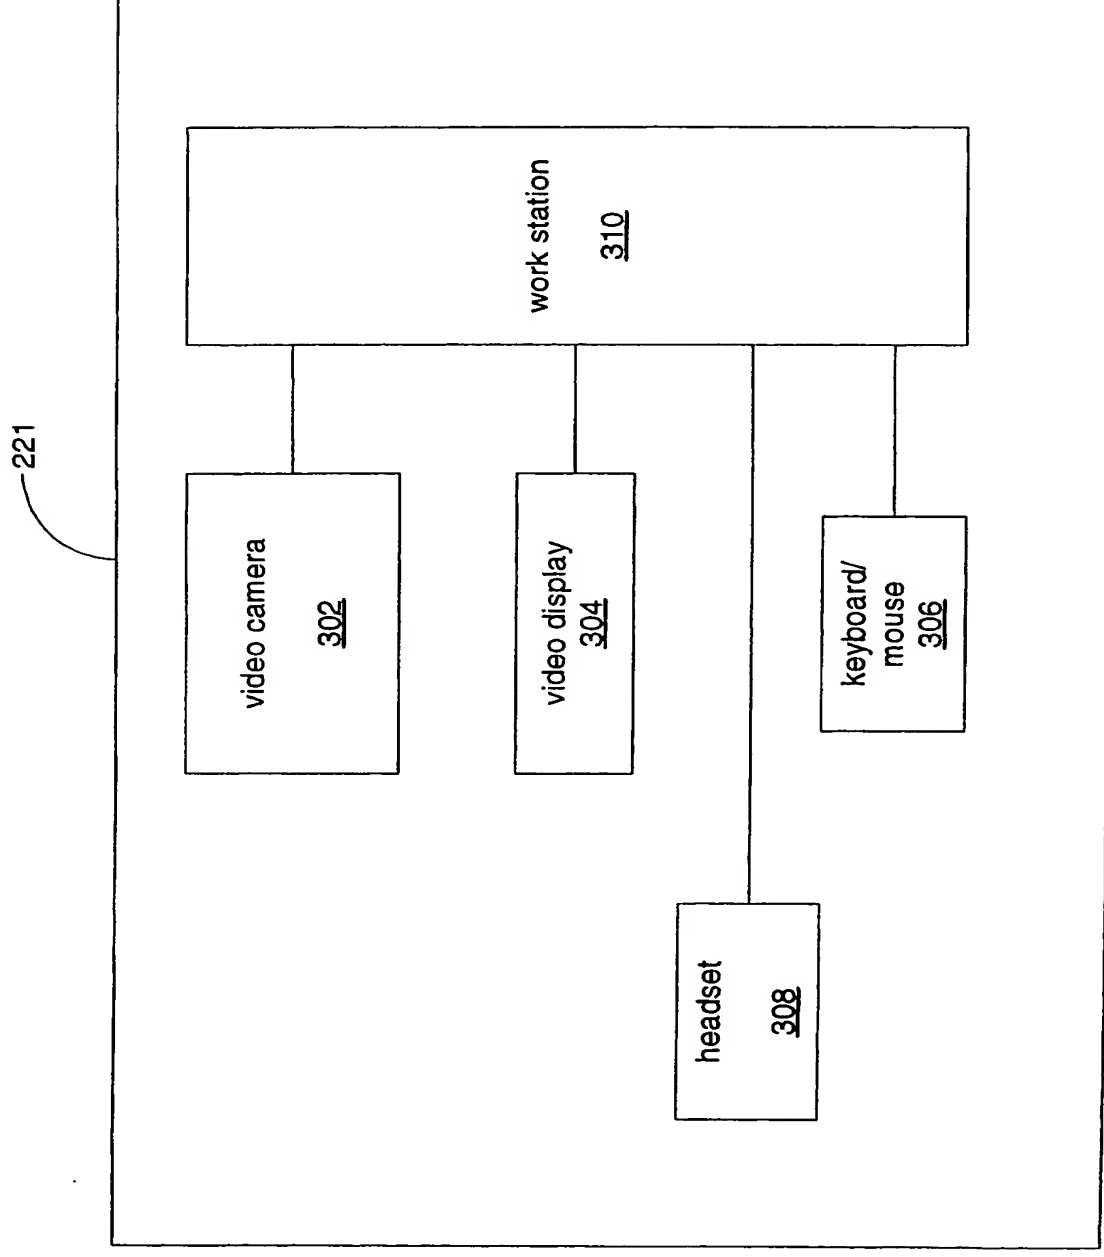 221
video camera
302
video display
304
keyboard/
mouse
306
headset
308
work station
310